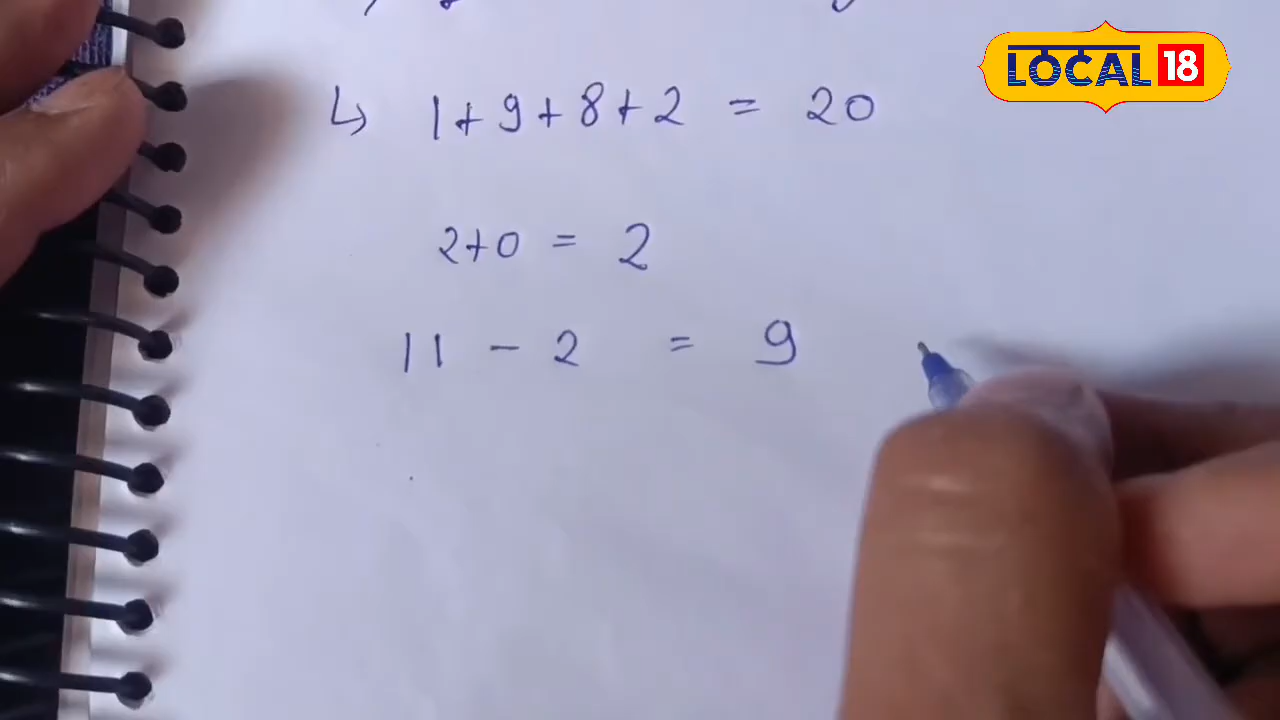 LOCAL 18
↳ 1+9+8+2 = 20
2+0 = 2
11 - 2 = 9